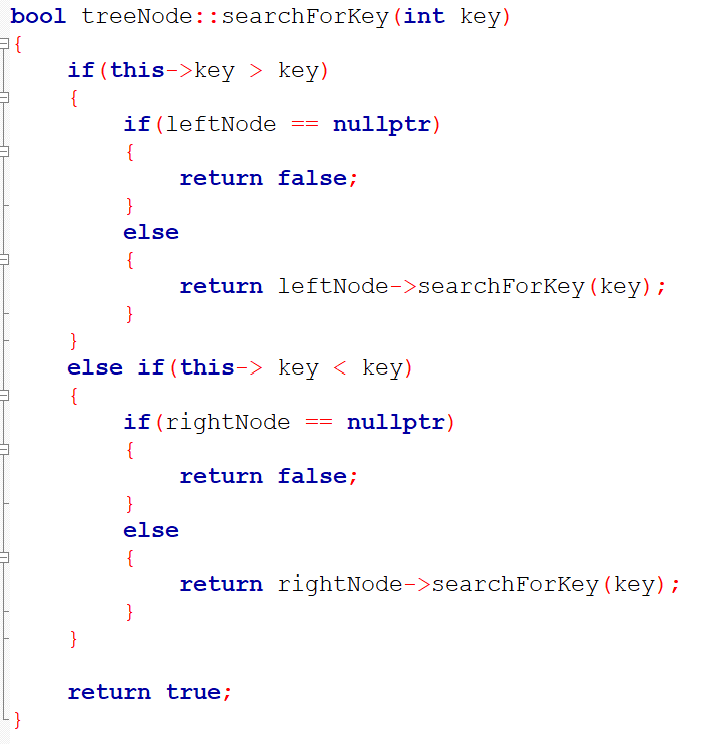 bool treeNode::searchForKey(int key)
{
    if(this->key > key)
    {
        if(leftNode == nullptr)
        {
            return false;
        }
        else
        {
            return leftNode->searchForKey(key);
        }
    }
    else if(this-> key < key)
    {
        if(rightNode == nullptr)
        {
            return false;
        }
        else
        {
            return rightNode->searchForKey(key);
        }
    }

    return true;
}